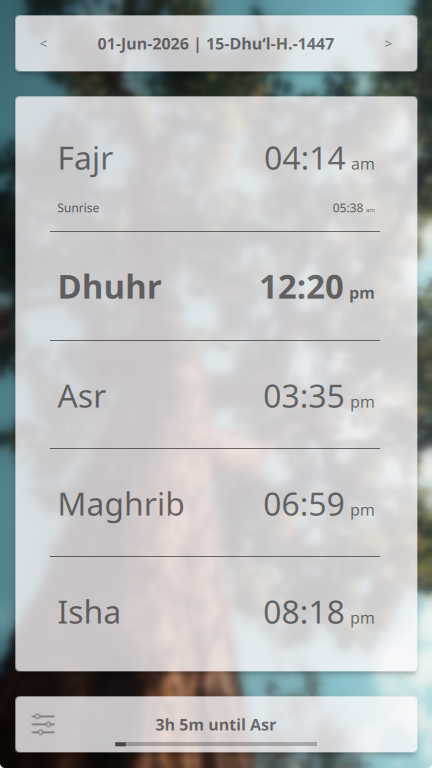 < 01-Jun-2026 | 15-Dhuʻl-H.-1447 >
Fajr 04:14 am
Sunrise 05:38 am
Dhuhr 12:20 pm
Asr 03:35 pm
Maghrib 06:59 pm
Isha 08:18 pm
3h 5m until Asr